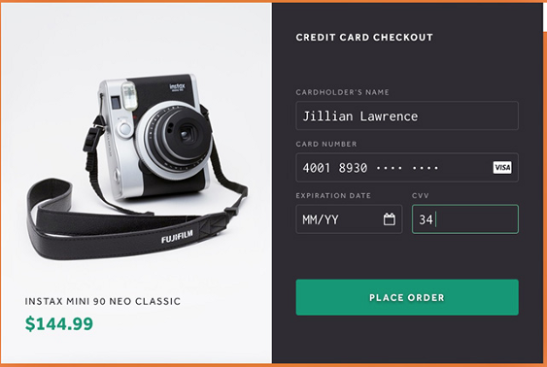 instax
FUJIFILM
INSTAX MINI 90 NEO CLASSIC
$144.99
CREDIT CARD CHECKOUT
CARDHOLDER'S NAME
Jillian Lawrence
CARD NUMBER
4001 8930 •••• •••• VISA
EXPIRATION DATE CVV
MM/YY 34
PLACE ORDER